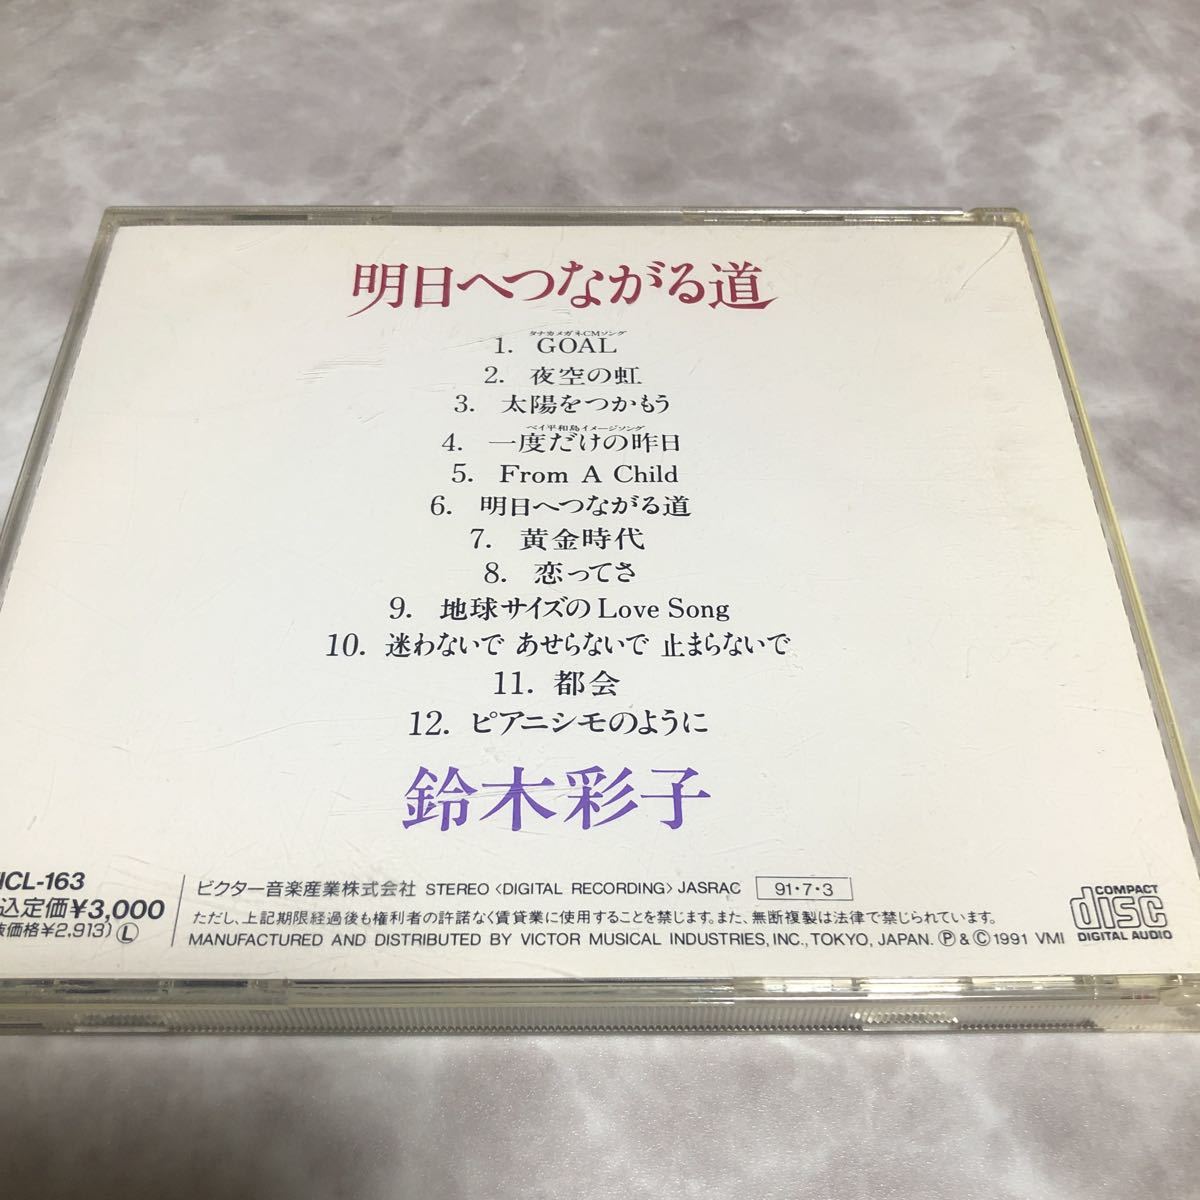 明日へつながる道
タナカメガネCMソング
1. GOAL
2. 夜空の虹
3. 太陽をつかもう
ベイ平和島イメージソング
4. 一度だけの昨日
5. From A Child
6. 明日へつながる道
7. 黄金時代
8. 恋ってさ
9. 地球サイズのLove Song
10. 迷わないで あせらないで 止まらないで
11. 都会
12. ピアニシモのように
鈴木彩子
ICL-163
込定価¥3,000
価格¥2,913) Ⓛ
ビクター音楽産業株式会社 STEREO〈DIGITAL RECORDING〉JASRAC 91・7・3
ただし、上記期限経過後も権利者の許諾なく賃貸業に使用することを禁じます。また、無断複製は法律で禁じられています。
MANUFACTURED AND DISTRIBUTED BY VICTOR MUSICAL INDUSTRIES, INC., TOKYO, JAPAN. Ⓟ & Ⓒ 1991 VMI
COMPACT
disc
DIGITAL AUDIO